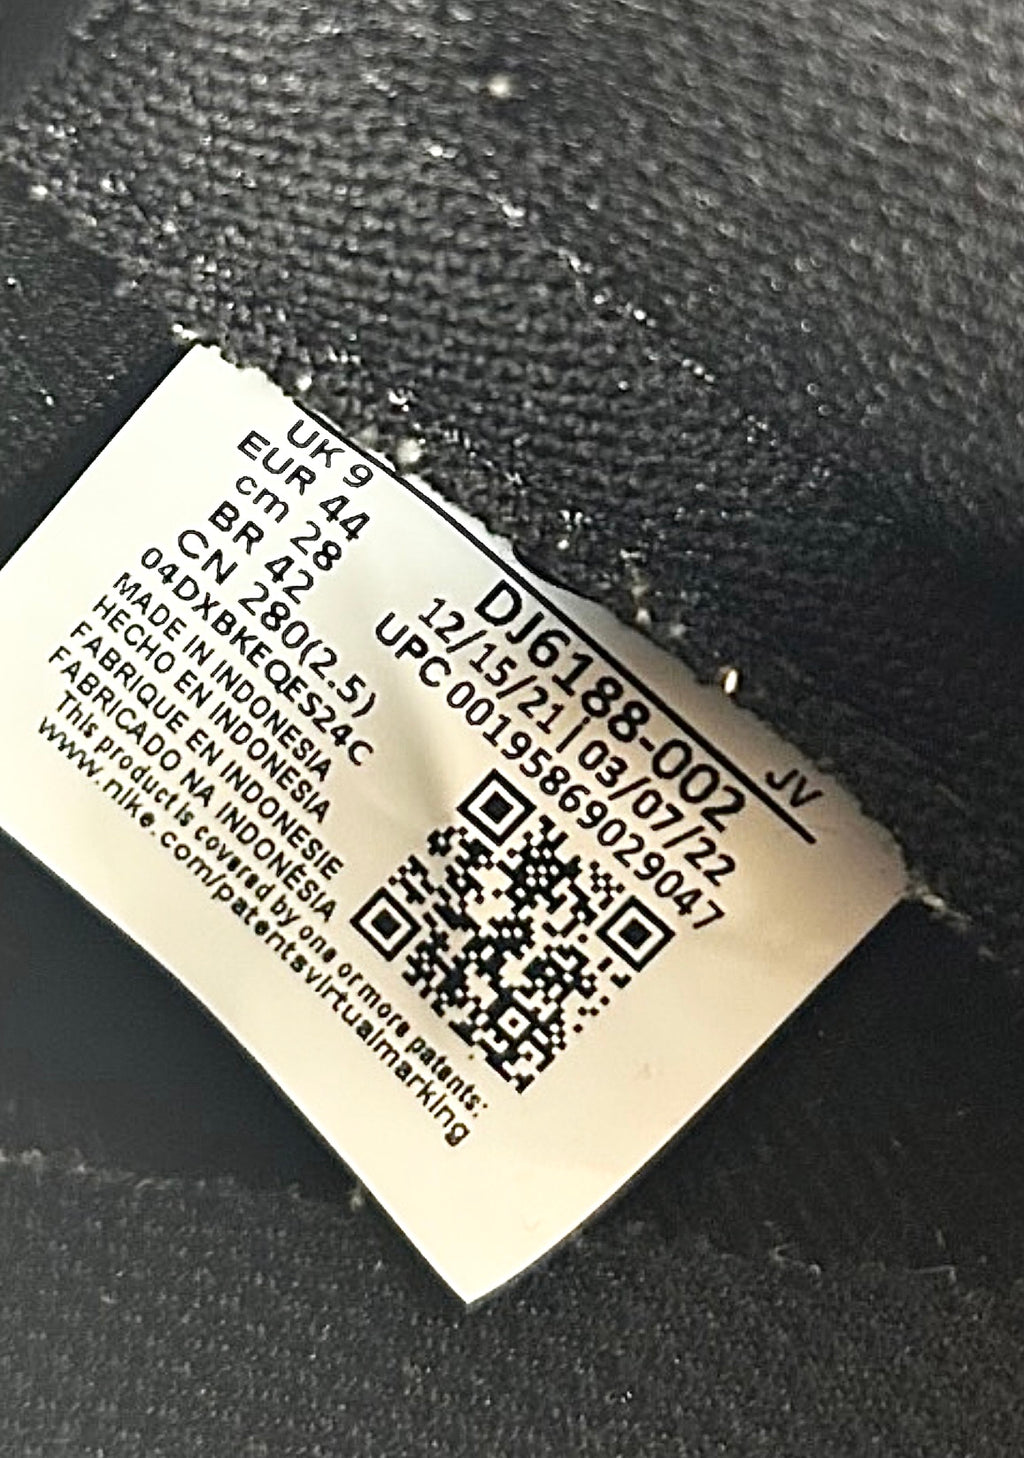 UK 9
EUR 44
cm 28
BR 42
CN 280(2.5)
04DXBKEQES24C
MADE IN INDONESIA
HECHO EN INDONESIA
FABRIQUE EN INDONESIE
FABRICADO NA INDONÉSIA
This product is covered by one or more patents:
www.nike.com/patentsvirtualmarking
JV
DJ6188-002
12/15/21 | 03/07/22
UPC 00195869029047